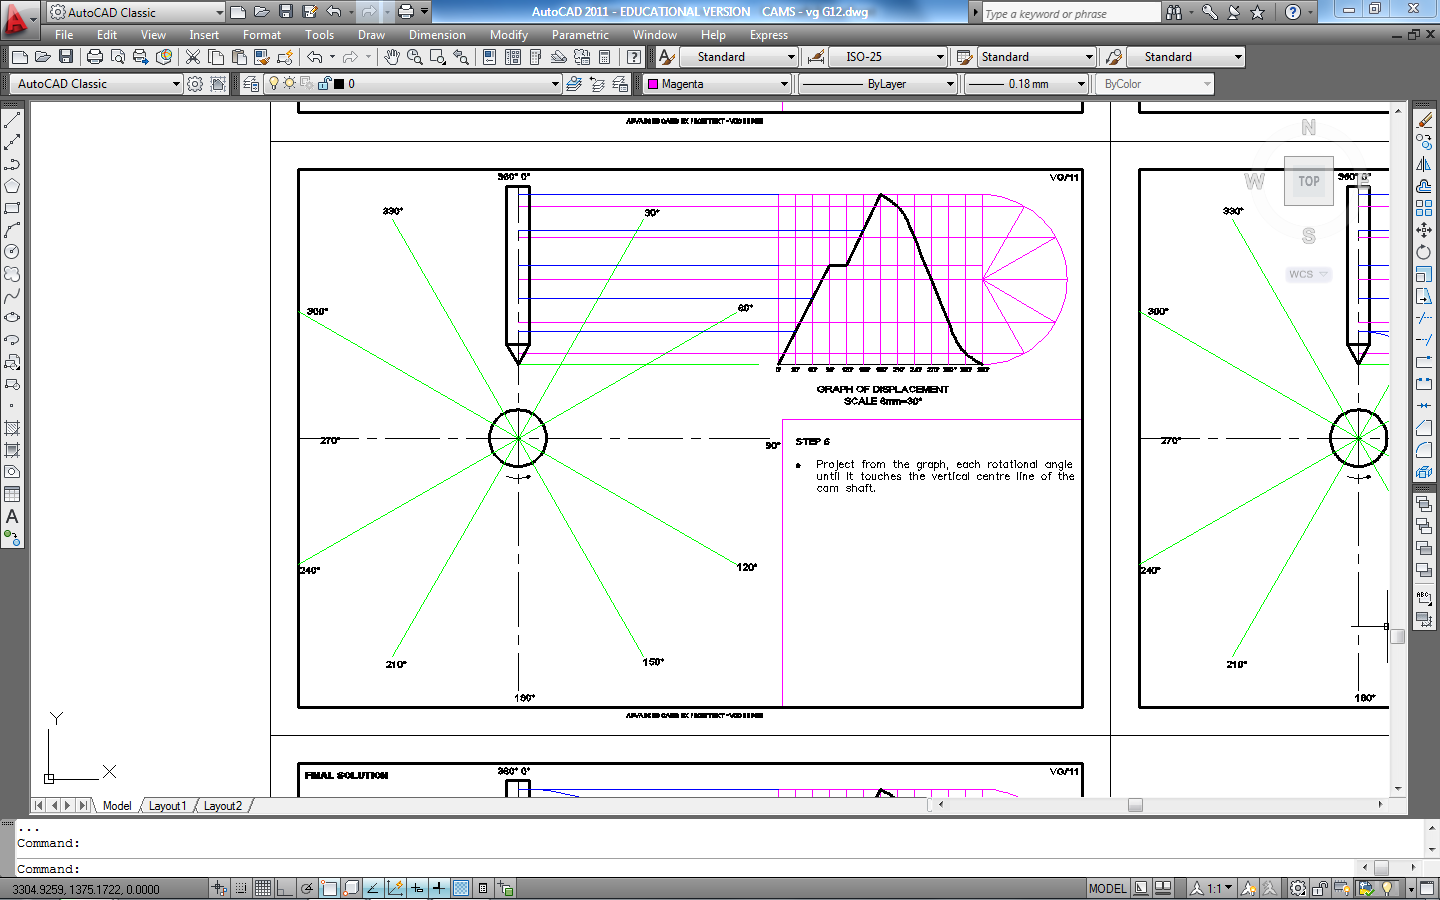 AutoCAD Classic
AutoCAD 2011 - EDUCATIONAL VERSION CAMS - vg G12.dwg
Type a keyword or phrase
File Edit View Insert Format Tools Draw Dimension Modify Parametric Window Help Express
Standard ISO-25 Standard Standard
AutoCAD Classic 0 Magenta ByLayer 0.18 mm ByColor
N
W TOP E
S
WCS
360° 0° VG/11
330° 30°
300° 60°
270° 90°
240° 120°
210° 150°
180°
GRAPH OF DISPLACEMENT
SCALE 6mm=30°
STEP 6
• Project from the graph, each rotational angle
until it touches the vertical centre line of the
cam shaft.
360° 0°
330°
300°
270°
240°
210°
180°
FINAL SOLUTION 360° 0° VG/11
Y
X
Model Layout1 Layout2
...
Command:
Command:
3304.9259, 1375.1722, 0.0000 MODEL 1:1